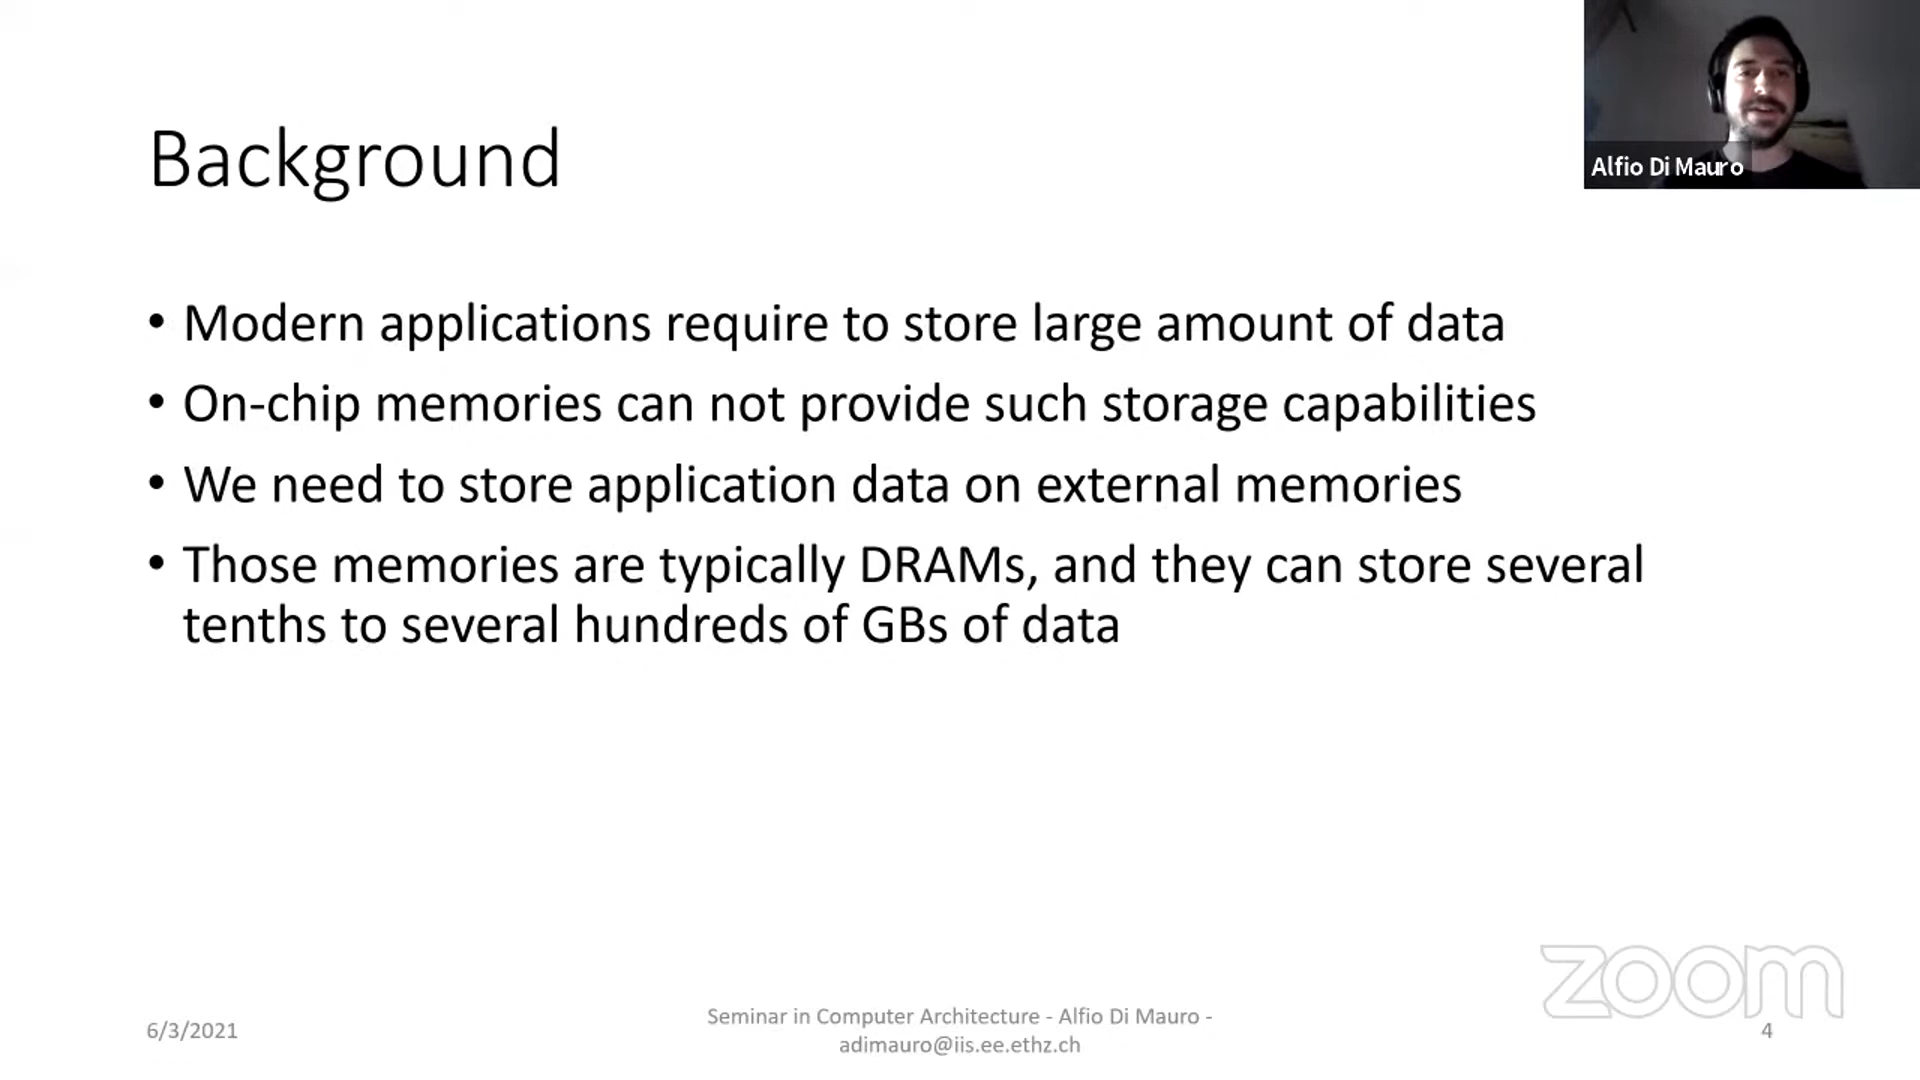 Background
Alfio Di Mauro
• Modern applications require to store large amount of data
• On-chip memories can not provide such storage capabilities
• We need to store application data on external memories
• Those memories are typically DRAMs, and they can store several
tenths to several hundreds of GBs of data
zoom
6/3/2021
Seminar in Computer Architecture - Alfio Di Mauro -
adimauro@iis.ee.ethz.ch
4